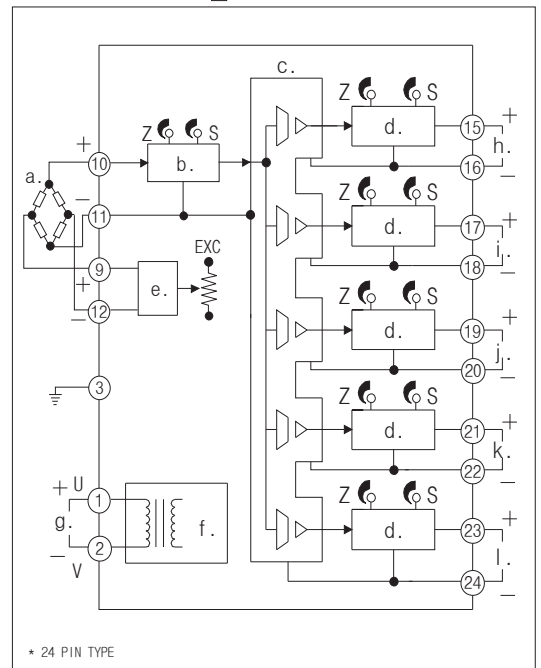 c.
Z S
Z S
+
15
+
d.
h.
+
10
b.
16
−
a.
−
11
Z S
17
+
d.
i.
18
−
EXC
9
+
e.
−
12
Z S
19
+
d.
j.
20
−
3
Z S
21
+
d.
k.
22
−
+ U
1
g.
f.
−
2
V
Z S
23
+
d.
l.
24
−
* 24 PIN TYPE